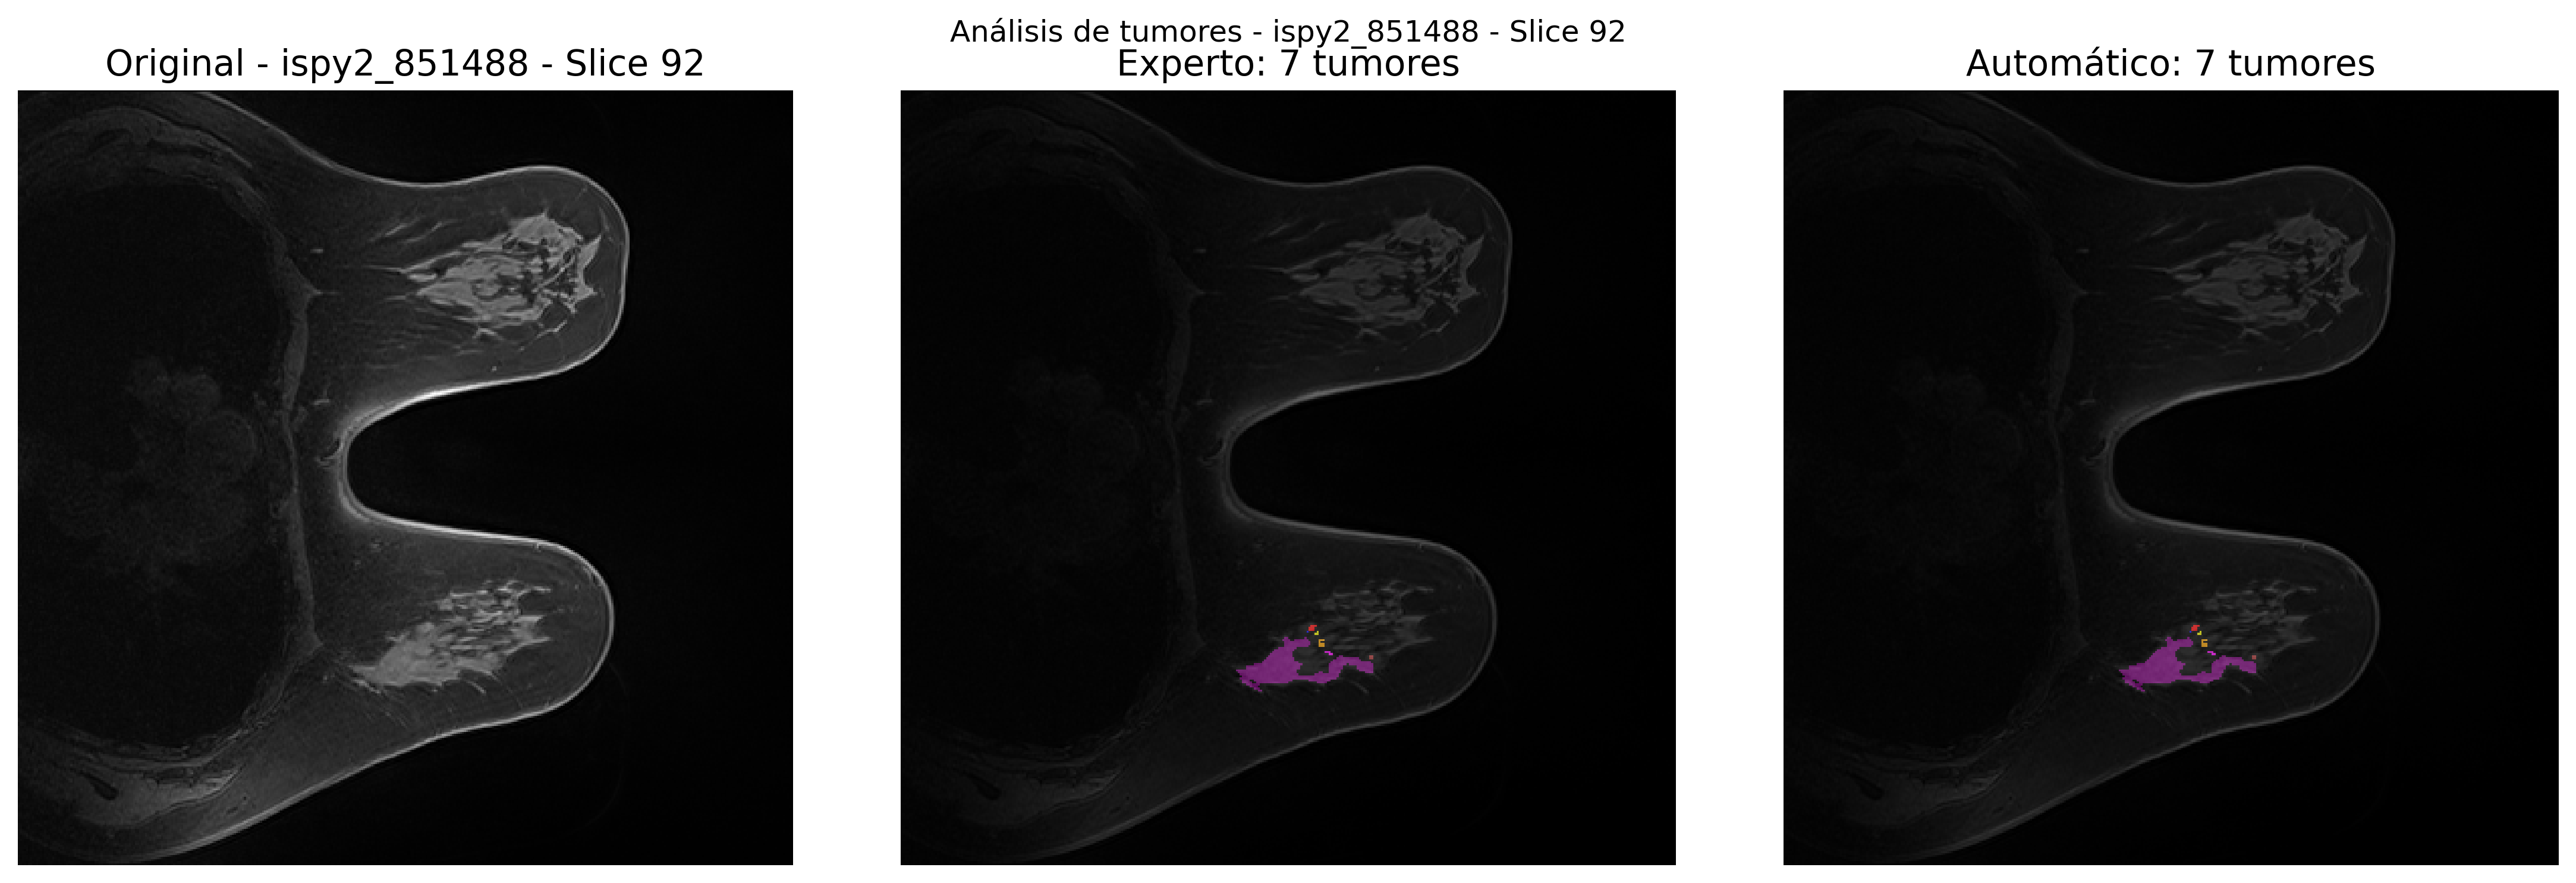 Análisis de tumores - ispy2_851488 - Slice 92
Original - ispy2_851488 - Slice 92
Experto: 7 tumores
Automático: 7 tumores